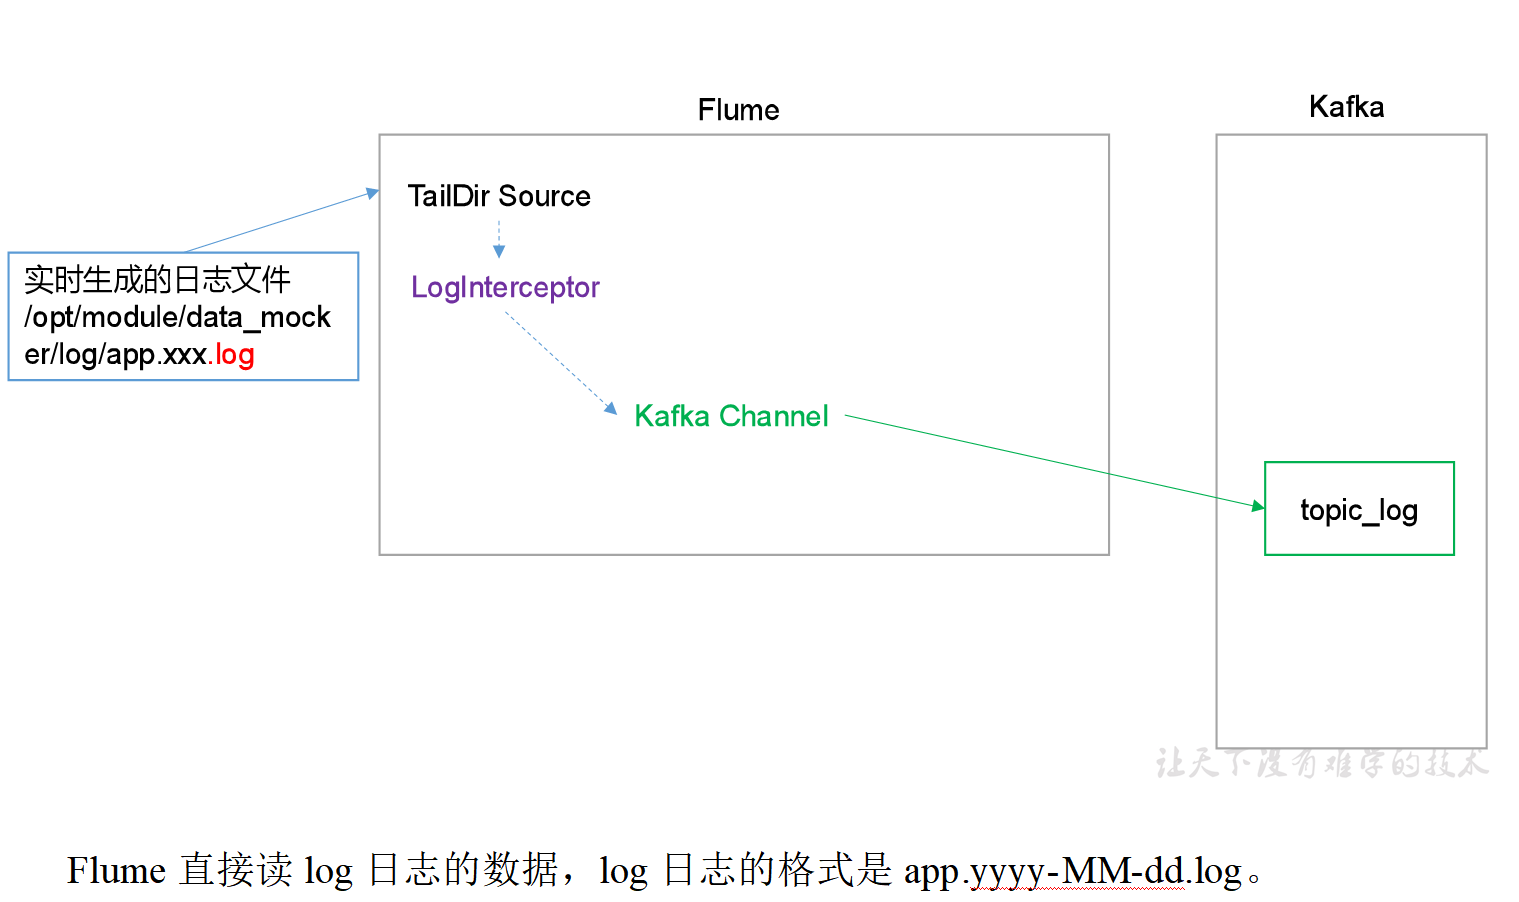 Flume
Kafka
TailDir Source
LogInterceptor
实时生成的日志文件
/opt/module/data_mock
er/log/app.xxx.log
Kafka Channel
topic_log
让天下没有难学的技术
Flume 直接读 log 日志的数据，log 日志的格式是 app.yyyy-MM-dd.log。